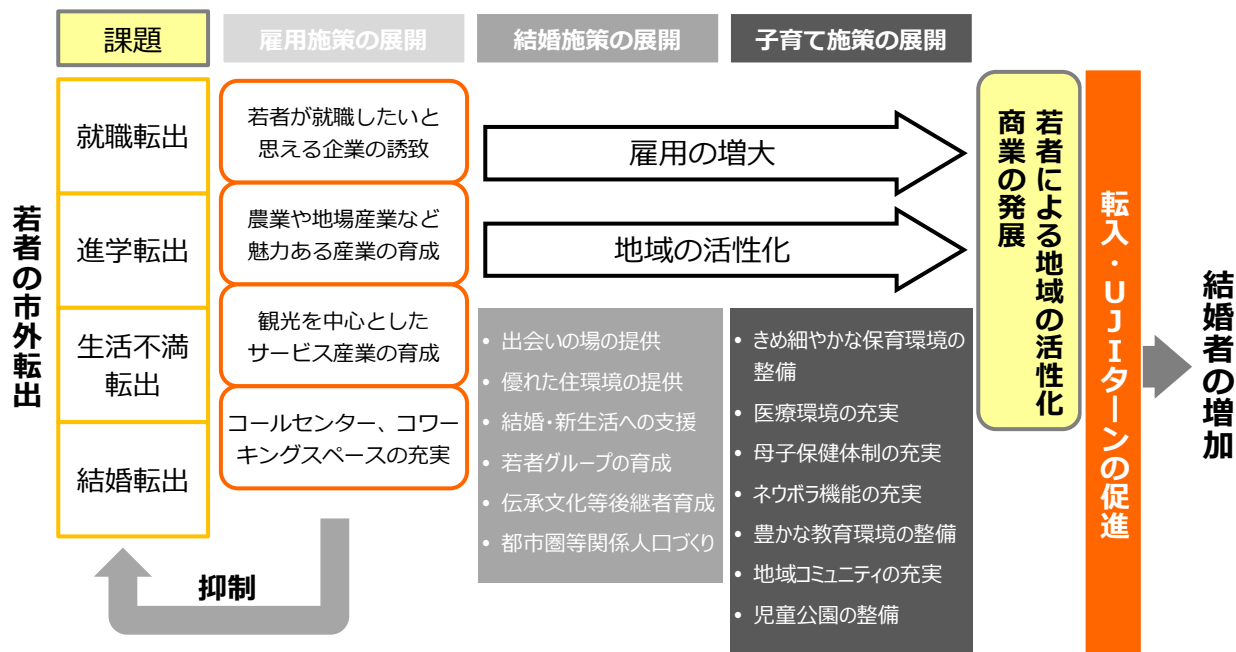 課題
雇用施策の展開
結婚施策の展開
子育て施策の展開
若者の市外転出
就職転出
進学転出
生活不満
転出
結婚転出
若者が就職したいと
思える企業の誘致
農業や地場産業など
魅力ある産業の育成
観光を中心とした
サービス産業の育成
コールセンター、コワー
キングスペースの充実
抑制
雇用の増大
地域の活性化
• 出会いの場の提供
• 優れた住環境の提供
• 結婚・新生活への支援
• 若者グループの育成
• 伝承文化等後継者育成
• 都市圏等関係人口づくり
• きめ細やかな保育環境の
整備
• 医療環境の充実
• 母子保健体制の充実
• ネウボラ機能の充実
• 豊かな教育環境の整備
• 地域コミュニティの充実
• 児童公園の整備
若者による地域の活性化
商業の発展
転入・UJIターンの促進
結婚者の増加